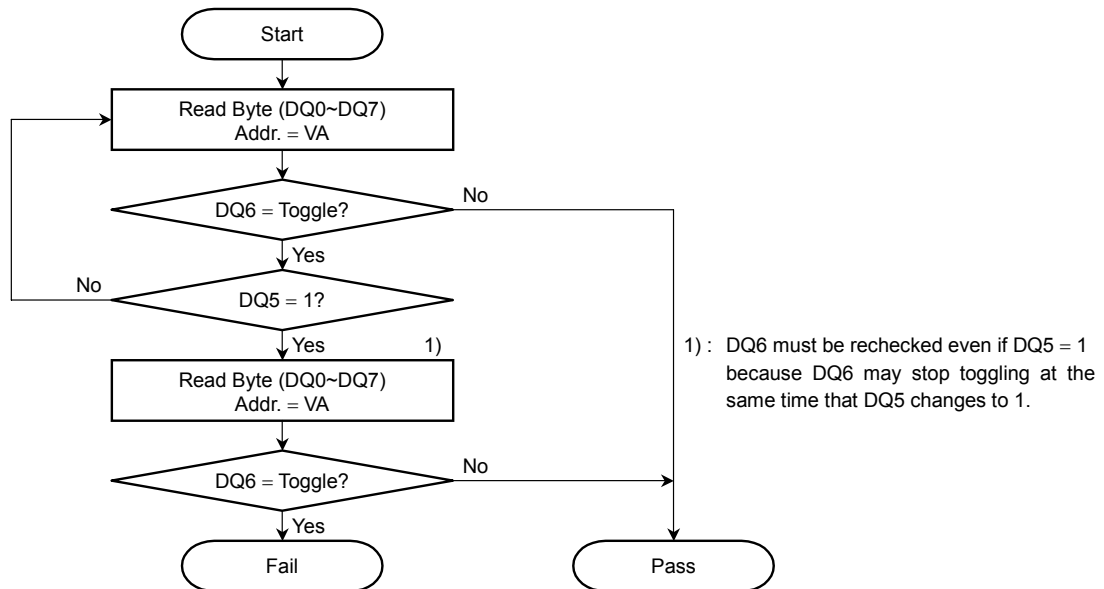 Start
Read Byte (DQ0~DQ7)
Addr. = VA
DQ6 = Toggle?
No
Yes
No
DQ5 = 1?
Yes
1)
Read Byte (DQ0~DQ7)
Addr. = VA
1) : DQ6 must be rechecked even if DQ5 = 1
because DQ6 may stop toggling at the
same time that DQ5 changes to 1.
DQ6 = Toggle?
No
Yes
Fail
Pass